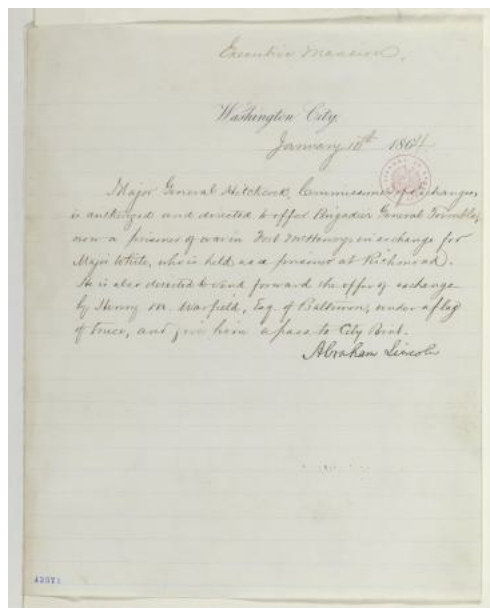 Executive Mansion,
Washington City,
January 16th 1864
Major General Hitchcock, Commissioner of Exchanges,
is authorized and directed to offer Brigadier General Trimble,
now a prisoner of war in Fort McHenry, in exchange for
Major White, who is held as a prisoner at Richmond.
He is also directed to send forward the offer of exchange
by Henry M. Warfield, Esq. of Baltimore, under a flag
of truce, and give him a pass to City Point.
Abraham Lincoln